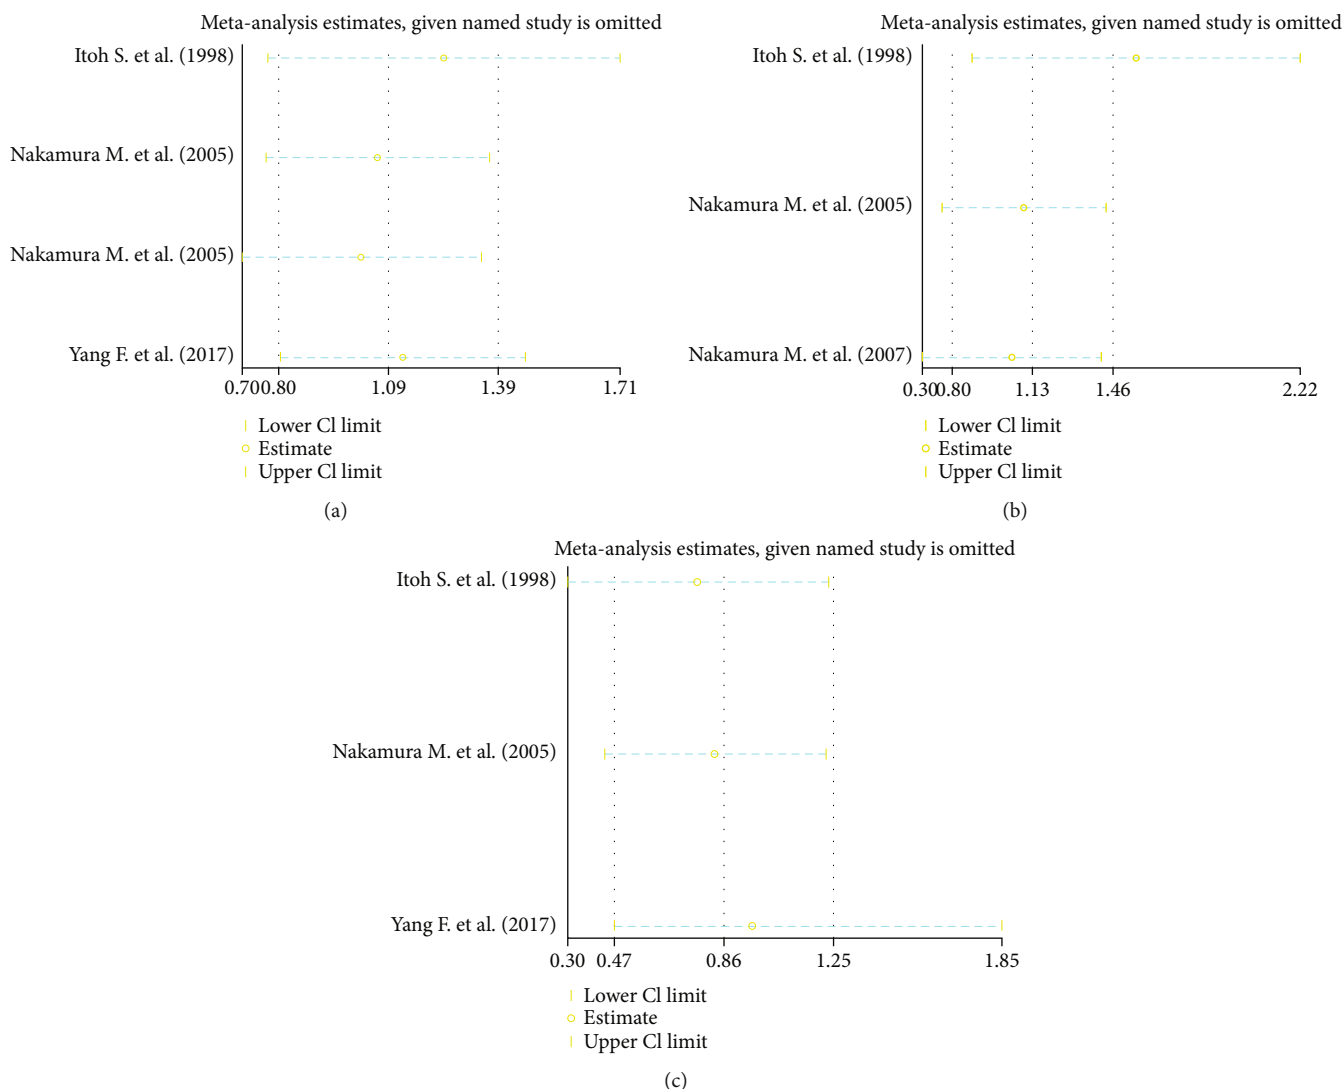 Meta-analysis estimates, given named study is omitted
Itoh S. et al. (1998)
Nakamura M. et al. (2005)
Nakamura M. et al. (2005)
Yang F. et al. (2017)
0.70 0.80 1.09 1.39 1.71
Lower Cl limit
Estimate
Upper Cl limit
(a)
Meta-analysis estimates, given named study is omitted
Itoh S. et al. (1998)
Nakamura M. et al. (2005)
Nakamura M. et al. (2007)
0.30 0.80 1.13 1.46 2.22
Lower Cl limit
Estimate
Upper Cl limit
(b)
Meta-analysis estimates, given named study is omitted
Itoh S. et al. (1998)
Nakamura M. et al. (2005)
Yang F. et al. (2017)
0.30 0.47 0.86 1.25 1.85
Lower Cl limit
Estimate
Upper Cl limit
(c)